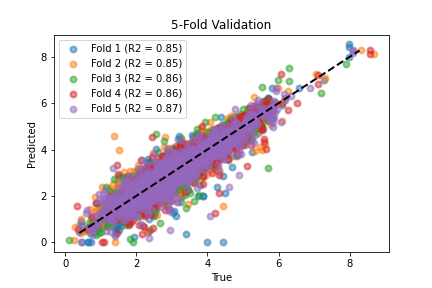 5-Fold Validation
Fold 1 (R2 = 0.85)
Fold 2 (R2 = 0.85)
Fold 3 (R2 = 0.86)
Fold 4 (R2 = 0.86)
Fold 5 (R2 = 0.87)
Predicted
8
6
4
2
0
0 2 4 6 8
True